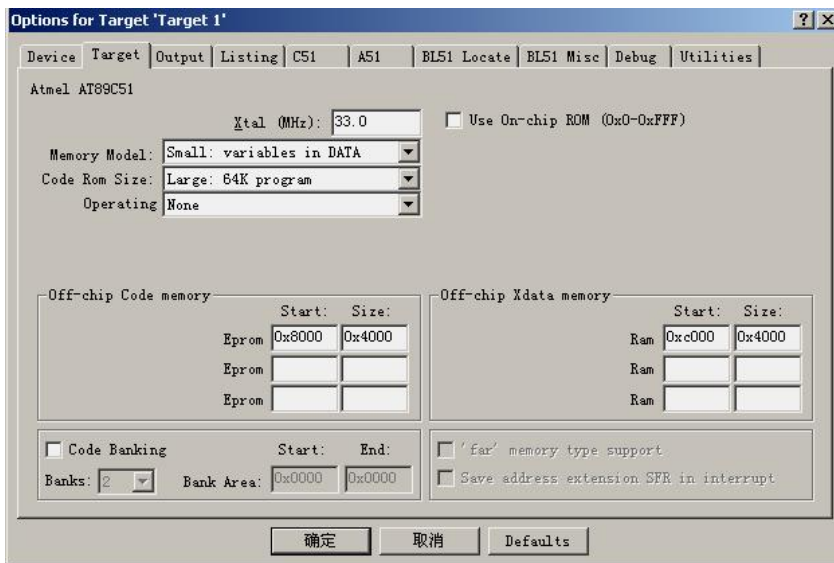 Options for Target 'Target 1'
Device Target Output Listing C51 A51 BL51 Locate BL51 Misc Debug Utilities
Atmel AT89C51
Xtal (MHz): 33.0
Use On-chip ROM (0x0-0xFFF)
Memory Model: Small: variables in DATA
Code Rom Size: Large: 64K program
Operating None
Off-chip Code memory
Start: Size:
Eprom 0x8000 0x4000
Eprom
Eprom
Off-chip Xdata memory
Start: Size:
Ram 0xc000 0x4000
Ram
Ram
Code Banking Start: End:
Banks: 2 Bank Area: 0x0000 0x0000
'far' memory type support
Save address extension SFR in interrupt
确定 取消 Defaults